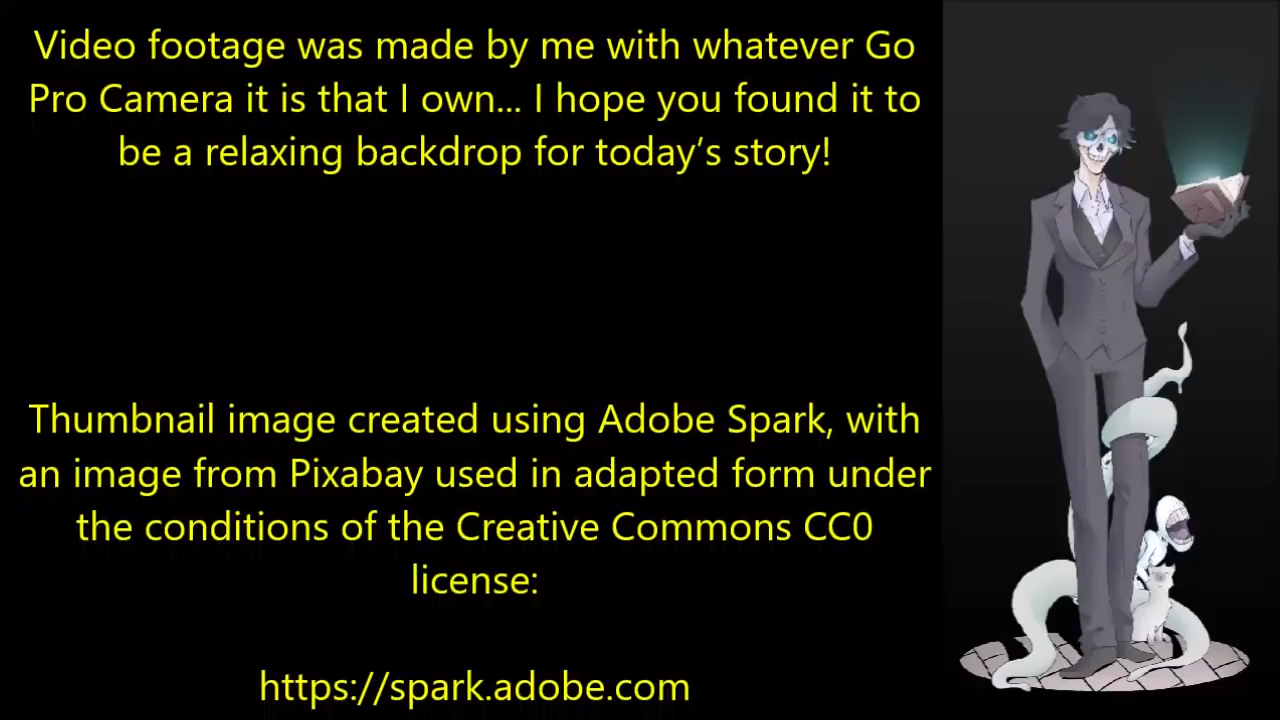 Video footage was made by me with whatever Go
Pro Camera it is that I own... I hope you found it to
be a relaxing backdrop for today’s story!
Thumbnail image created using Adobe Spark, with
an image from Pixabay used in adapted form under
the conditions of the Creative Commons CC0
license:
https://spark.adobe.com